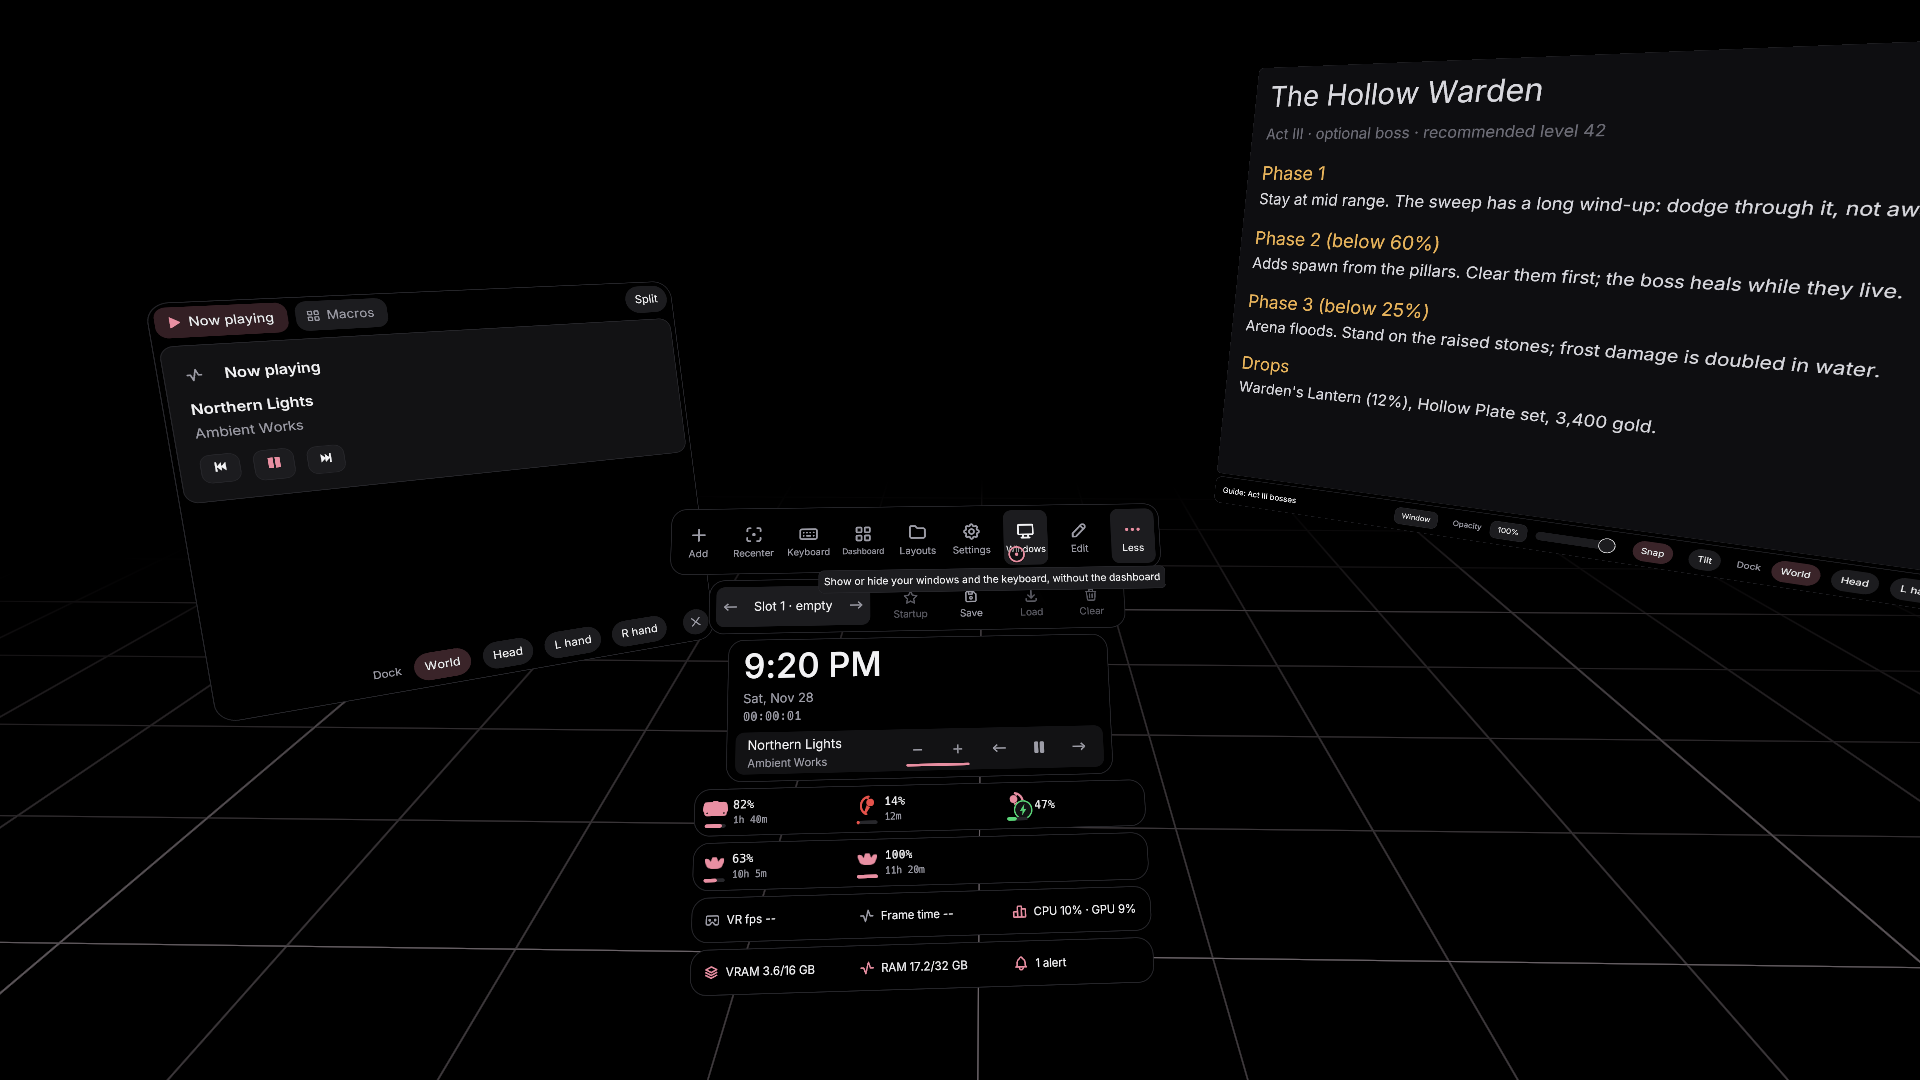 Now playing
Macros
Split
Now playing
Northern Lights
Ambient Works
Dock
World
Head
L hand
R hand
The Hollow Warden
Act III · optional boss · recommended level 42
Phase 1
Stay at mid range. The sweep has a long wind-up: dodge through it, not aw
Phase 2 (below 60%)
Adds spawn from the pillars. Clear them first; the boss heals while they live.
Phase 3 (below 25%)
Arena floods. Stand on the raised stones; frost damage is doubled in water.
Drops
Warden's Lantern (12%), Hollow Plate set, 3,400 gold.
Guide: Act III bosses
Window
Opacity
100%
Snap
Tilt
Dock
World
Head
L ha
Add
Recenter
Keyboard
Dashboard
Layouts
Settings
Windows
Edit
Less
Show or hide your windows and the keyboard, without the dashboard
Slot 1 · empty
Startup
Save
Load
Clear
9:20 PM
Sat, Nov 28
00:00:01
Northern Lights
Ambient Works
82%
1h 40m
14%
12m
47%
63%
10h 5m
100%
11h 20m
VR fps --
Frame time --
CPU 10% · GPU 9%
VRAM 3.6/16 GB
RAM 17.2/32 GB
1 alert